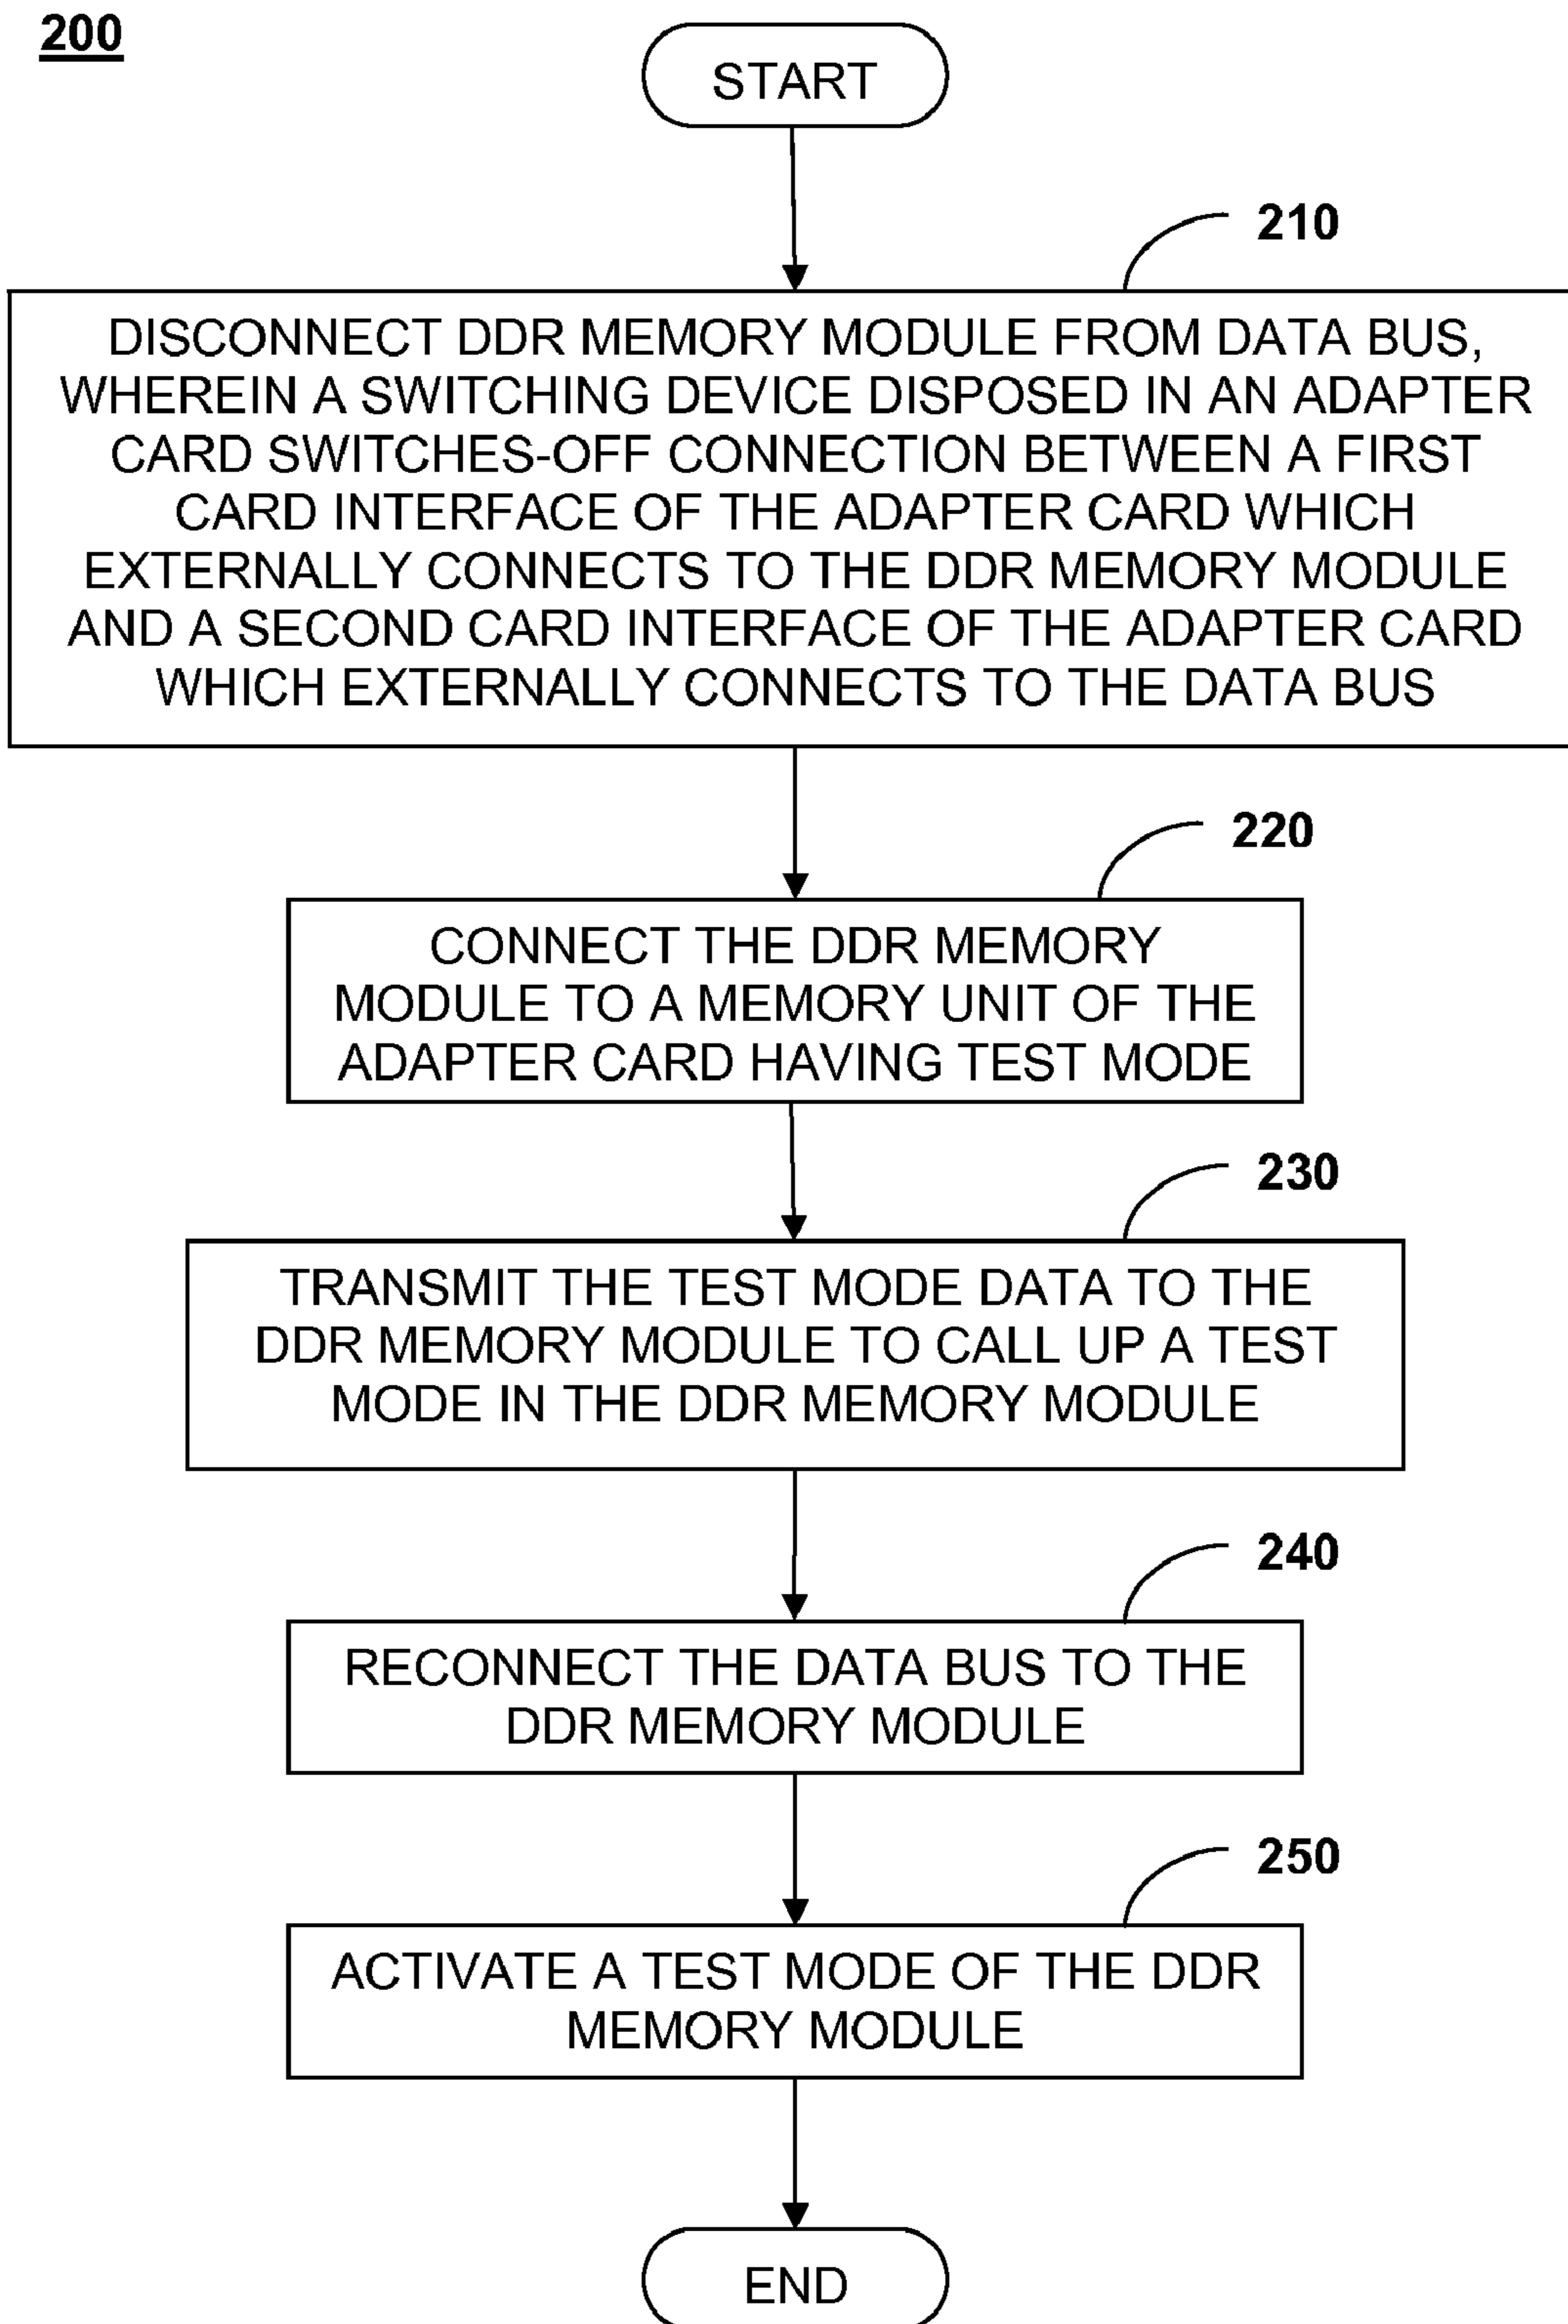 200
START
210
DISCONNECT DDR MEMORY MODULE FROM DATA BUS,
WHEREIN A SWITCHING DEVICE DISPOSED IN AN ADAPTER
CARD SWITCHES-OFF CONNECTION BETWEEN A FIRST
CARD INTERFACE OF THE ADAPTER CARD WHICH
EXTERNALLY CONNECTS TO THE DDR MEMORY MODULE
AND A SECOND CARD INTERFACE OF THE ADAPTER CARD
WHICH EXTERNALLY CONNECTS TO THE DATA BUS
220
CONNECT THE DDR MEMORY
MODULE TO A MEMORY UNIT OF THE
ADAPTER CARD HAVING TEST MODE
230
TRANSMIT THE TEST MODE DATA TO THE
DDR MEMORY MODULE TO CALL UP A TEST
MODE IN THE DDR MEMORY MODULE
240
RECONNECT THE DATA BUS TO THE
DDR MEMORY MODULE
250
ACTIVATE A TEST MODE OF THE DDR
MEMORY MODULE
END